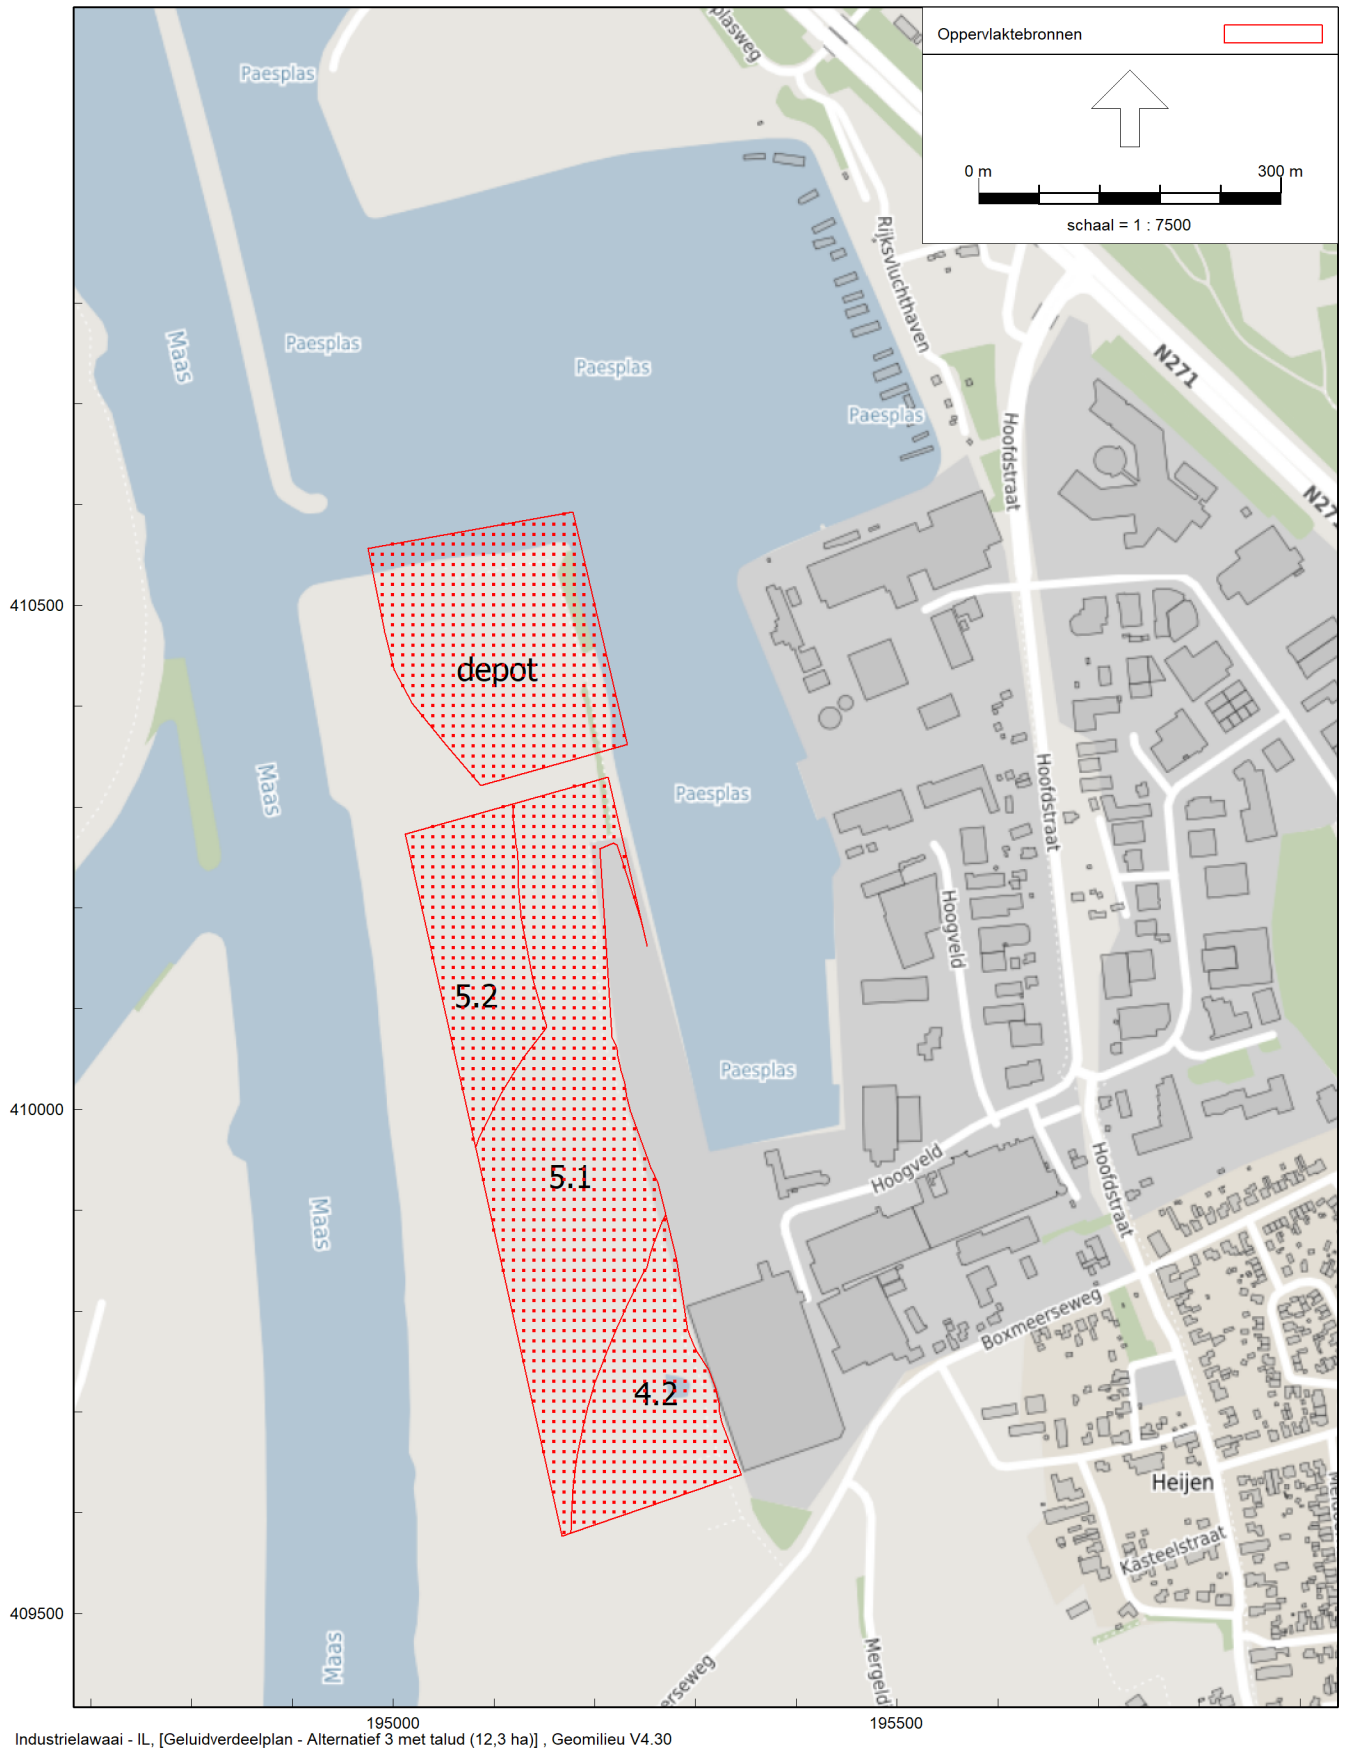 Oppervlaktebronnen
0 m 300 m
schaal = 1 : 7500
plasweg
Paesplas
Rijksvluchthaven
Maas
Paesplas
Paesplas
Paesplas
N271
Hoofdstraat
N271
410500
depot
Maas
Paesplas
Hoofdstraat
Hoogveld
5.2
Paesplas
410000
5.1
Hoogveld
Hoofdstraat
Maas
Boxmeerseweg
4.2
Heijen
Kasteelstraat
409500
Maas
erseweg
Mergeld
195000 195500
Industrielawaai - IL, [Geluidverdeelplan - Alternatief 3 met talud (12,3 ha)] , Geomilieu V4.30